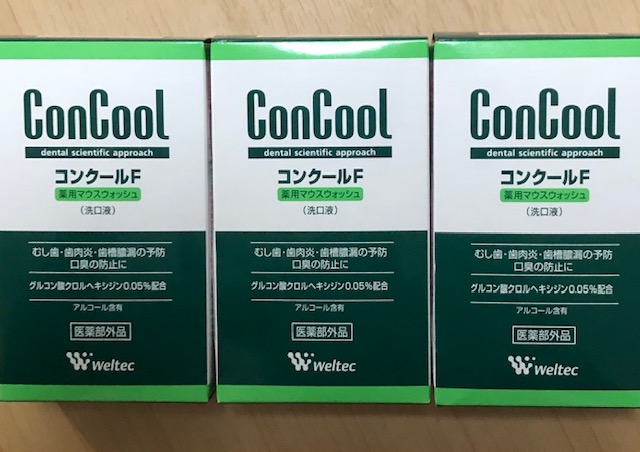 ConCool
dental scientific approach
コンクールF
薬用マウスウォッシュ
(洗口液)
むし歯・歯肉炎・歯槽膿漏の予防
口臭の防止に
グルコン酸クロルヘキシジン0.05%配合
アルコール含有
医薬部外品
Weltec
ConCool
dental scientific approach
コンクールF
薬用マウスウォッシュ
(洗口液)
むし歯・歯肉炎・歯槽膿漏の予防
口臭の防止に
グルコン酸クロルヘキシジン0.05%配合
アルコール含有
医薬部外品
Weltec
ConCool
dental scientific approach
コンクールF
薬用マウスウォッシュ
(洗口液)
むし歯・歯肉炎・歯槽膿漏の予防
口臭の防止に
グルコン酸クロルヘキシジン0.05%配合
アルコール含有
医薬部外品
Weltec